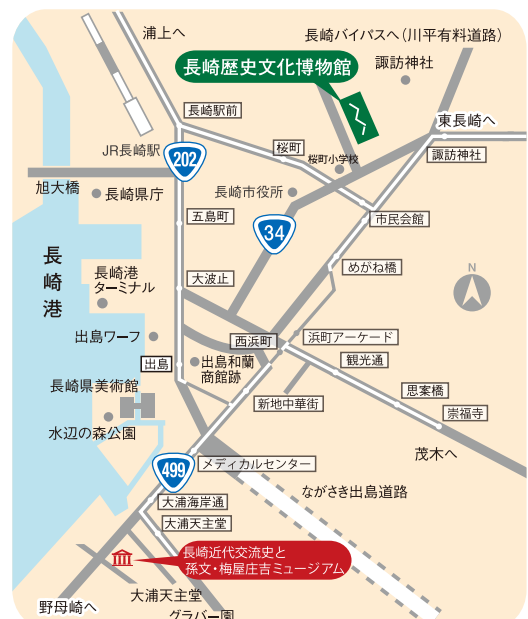 浦上へ
長崎バイパスへ（川平有料道路）
長崎歴史文化博物館
諏訪神社
長崎駅前
東長崎へ
JR長崎駅
桜町
桜町小学校
諏訪神社
202
旭大橋
長崎県庁
長崎市役所
五島町
34
市民会館
長崎港
めがね橋
長崎港
ターミナル
大波止
N
出島ワーフ
西浜町
浜町アーケード
出島
出島和蘭
商館跡
観光通
長崎県美術館
新地中華街
思案橋
崇福寺
水辺の森公園
茂木へ
499
メディカルセンター
ながさき出島道路
大浦海岸通
大浦天主堂
長崎近代交流史と
孫文・梅屋庄吉ミュージアム
野母崎へ
大浦天主堂
グラバー園